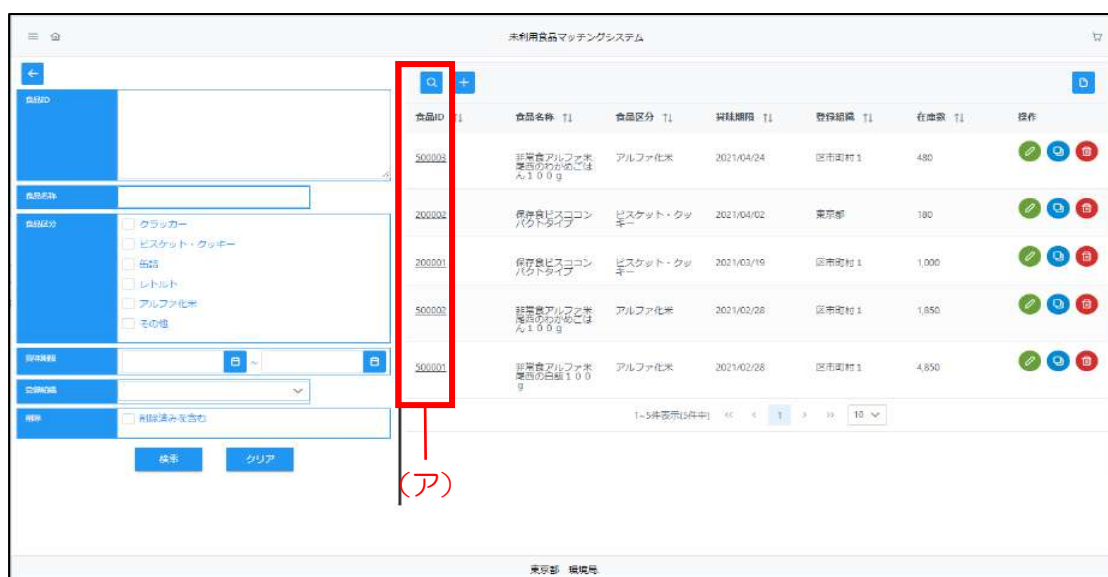 未利用食品マッチングシステム
食品ID
食品名称
食品区分
クラッカー
ビスケット・クッキー
缶詰
レトルト
アルファ化米
その他
~
登録組織
削除
削除済みを含む
検索
クリア
食品ID
食品名称
食品区分
賞味期限
登録組織
在庫数
操作
500003
非常食アルファ米
尾西のわかめごは
ん100g
アルファ化米
2021/04/24
区市町村1
480
200002
保存食ビスココン
パクトタイプ
ビスケット・クッ
キー
2021/04/02
東京都
180
200001
保存食ビスココン
パクトタイプ
ビスケット・クッ
キー
2021/03/19
区市町村1
1,000
500002
非常食アルファ米
尾西のわかめごは
ん100g
アルファ化米
2021/02/28
区市町村1
1,850
500001
非常食アルファ米
尾西の白飯100
g
アルファ化米
2021/02/28
区市町村1
4,850
1~5件表示[5件中] « ‹ 1 › » 10
(ア)
東京都 環境局